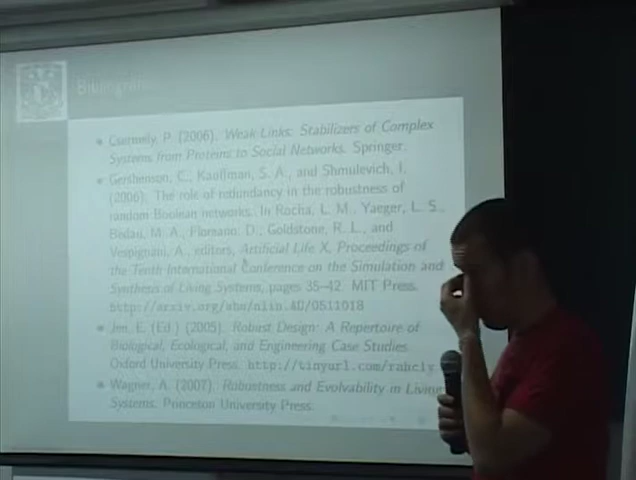 Bibliografía
Csermely, P. (2006). Weak Links: Stabilizers of Complex
Systems from Proteins to Social Networks. Springer.
Gershenson, C., Kauffman, S. A., and Shmulevich, I.
(2006). The role of redundancy in the robustness of
random Boolean networks. In Rocha, L. M., Yaeger, L. S.,
Bedau, M. A., Floreano, D., Goldstone, R. L., and
Vespignani, A., editors, Artificial Life X, Proceedings of
the Tenth International Conference on the Simulation and
Synthesis of Living Systems, pages 35–42. MIT Press.
http://arxiv.org/abs/nlin.AO/0511018
Jen, E. (Ed.) (2005). Robust Design: A Repertoire of
Biological, Ecological, and Engineering Case Studies.
Oxford University Press. http://tinyurl.com/
Wagner, A. (2007). Robustness and Evolvability in Living
Systems. Princeton University Press.